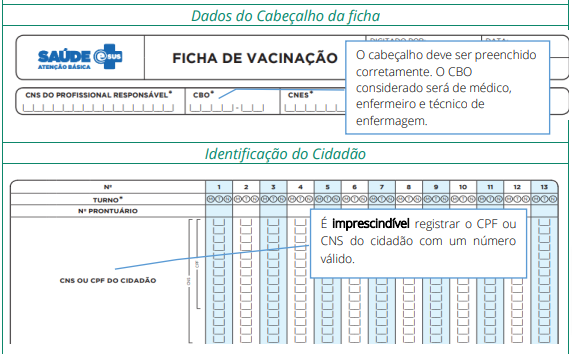 Dados do Cabeçalho da ficha
SAÚDE e SUS
ATENÇÃO BÁSICA
FICHA DE VACINAÇÃO
DIGITADO POR:
DATA:
O cabeçalho deve ser preenchido
corretamente. O CBO
considerado será de médico,
enfermeiro e técnico de
enfermagem.
CNS DO PROFISSIONAL RESPONSÁVEL*
CBO*
CNES*
Identificação do Cidadão
Nº 1 2 3 4 5 6 7 8 9 10 11 12 13
TURNO* M T N M T N M T N M T N M T N M T N M T N M T N M T N M T N M T N M T N M T N
Nº PRONTUÁRIO
É imprescindível registrar o CPF ou
CNS do cidadão com um número
válido.
CNS OU CPF DO CIDADÃO
CNS
CPF